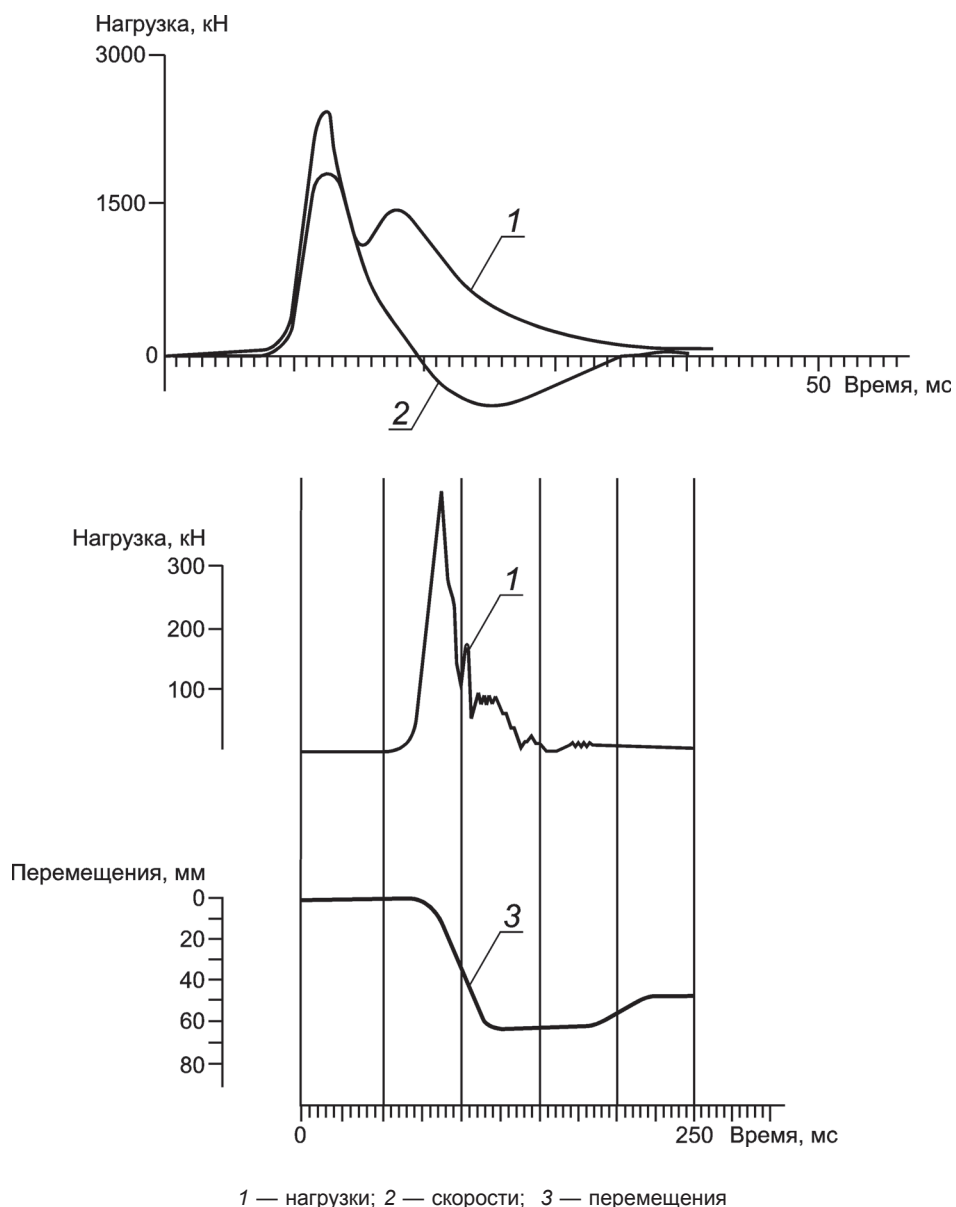 Нагрузка, кН
3000
1500
0
1
2
50 Время, мс
Нагрузка, кН
300
200
100
1
Перемещения, мм
0
20
40
60
80
3
0
250 Время, мс
1 — нагрузки; 2 — скорости; 3 — перемещения